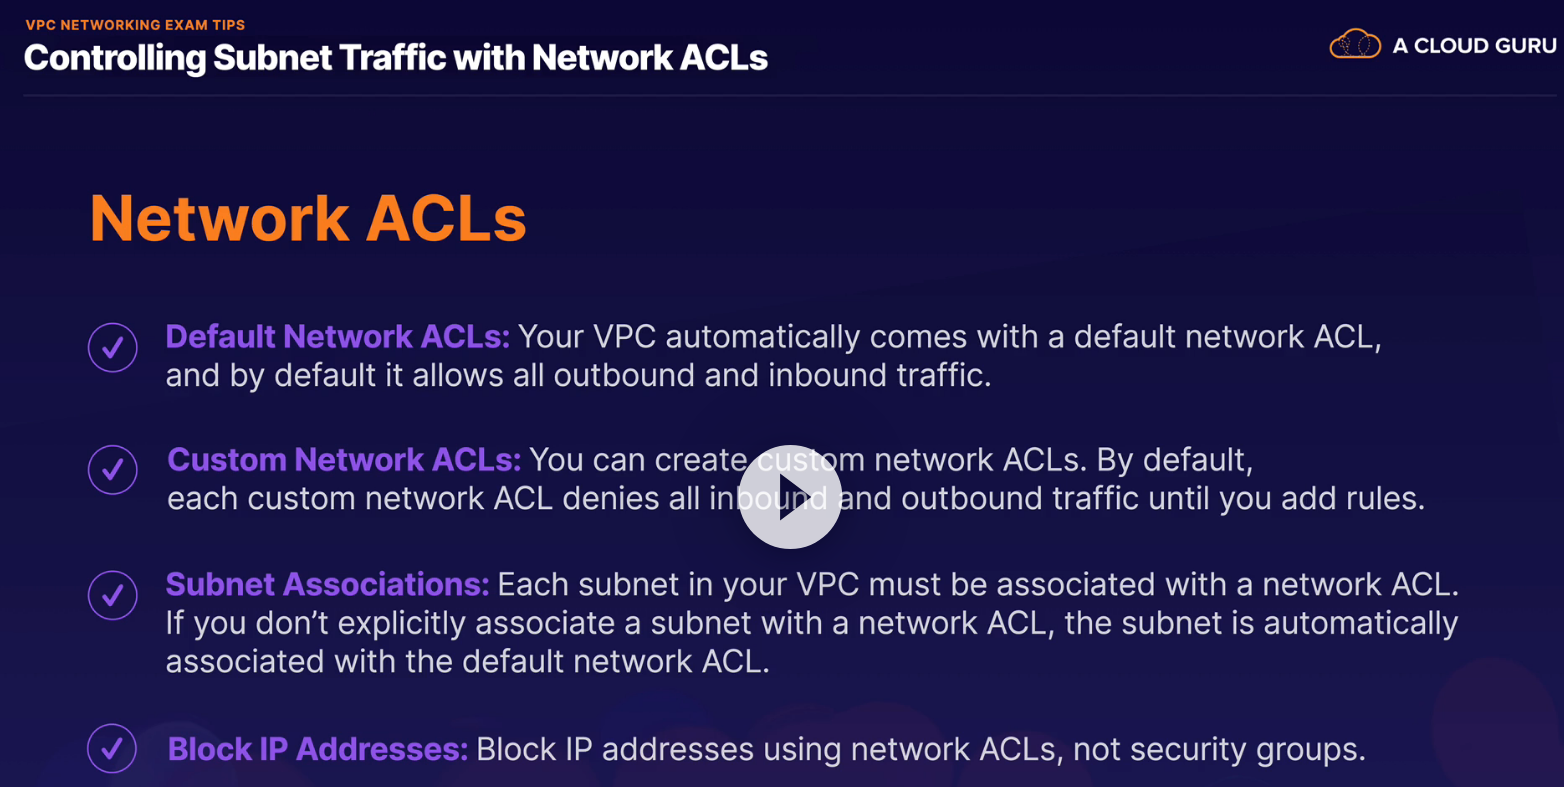 VPC NETWORKING EXAM TIPS
Controlling Subnet Traffic with Network ACLs
A CLOUD GURU
Network ACLs
Default Network ACLs: Your VPC automatically comes with a default network ACL,
and by default it allows all outbound and inbound traffic.
Custom Network ACLs: You can create custom network ACLs. By default,
each custom network ACL denies all inbound and outbound traffic until you add rules.
Subnet Associations: Each subnet in your VPC must be associated with a network ACL.
If you don’t explicitly associate a subnet with a network ACL, the subnet is automatically
associated with the default network ACL.
Block IP Addresses: Block IP addresses using network ACLs, not security groups.